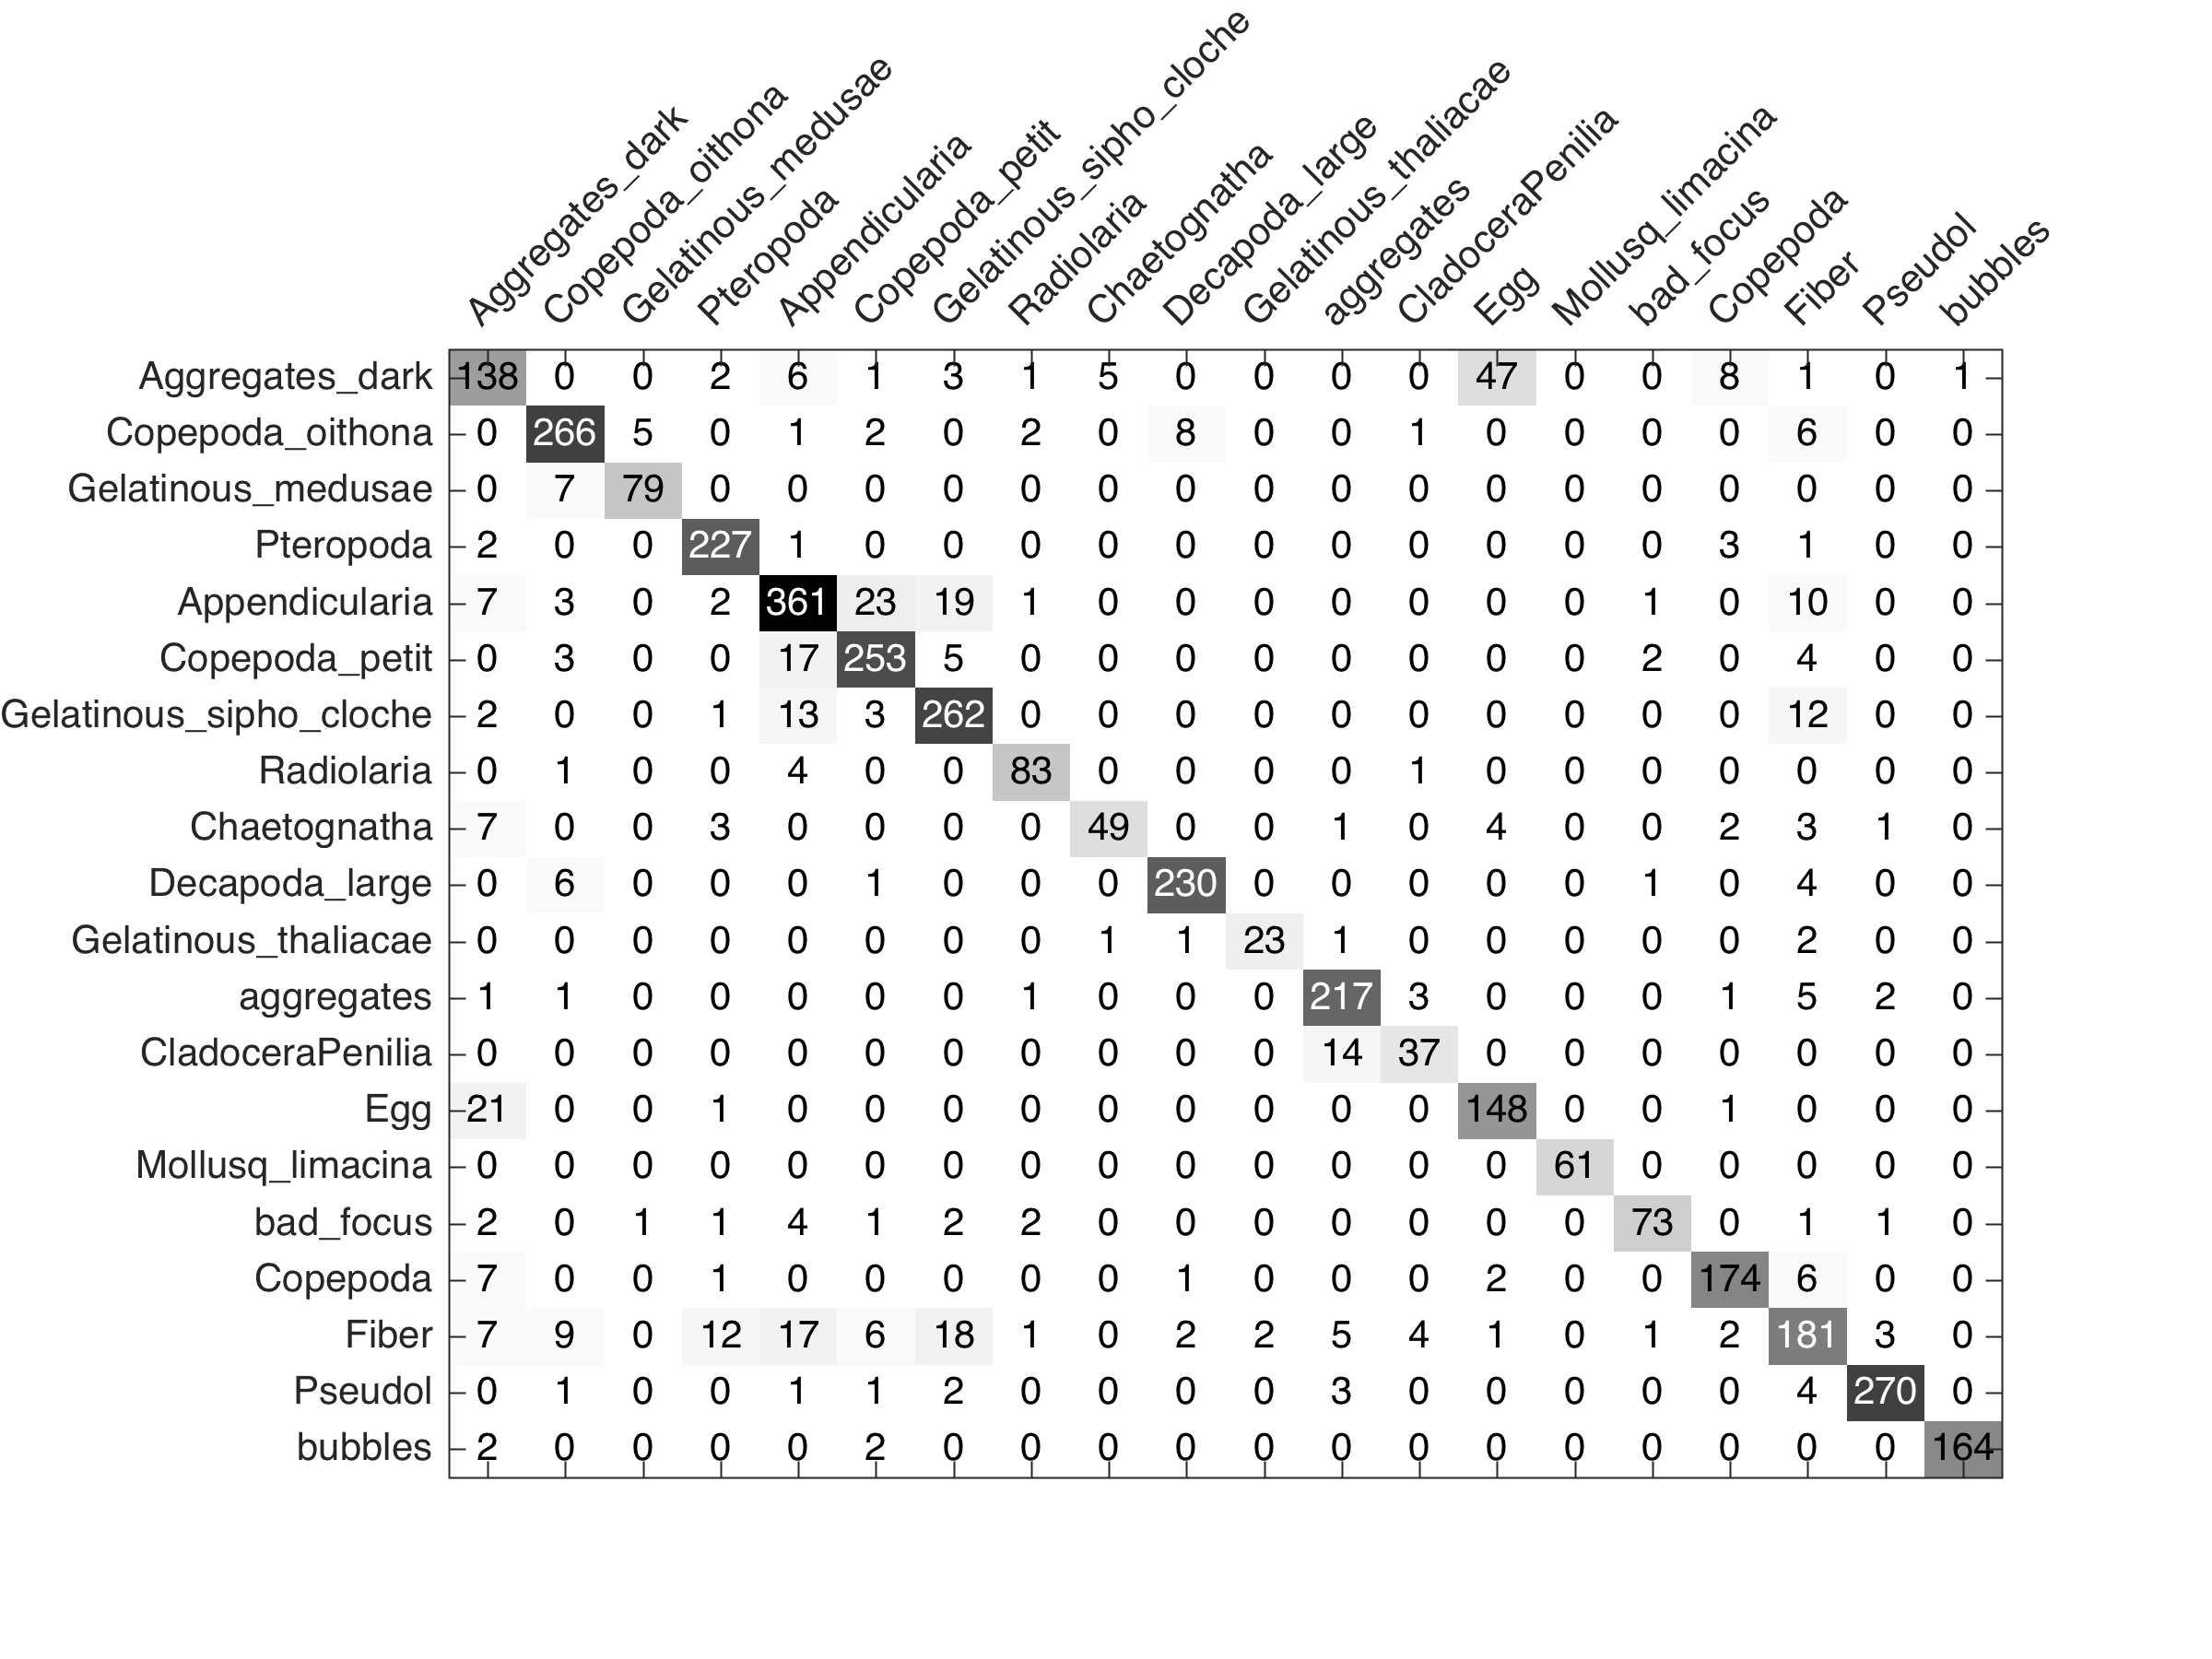 Aggregates_dark
Copepoda_oithona
Gelatinous_medusae
Pteropoda
Appendicularia
Copepoda_petit
Gelatinous_sipho_cloche
Radiolaria
Chaetognatha
Decapoda_large
Gelatinous_thaliacae
aggregates
CladoceraPenilia
Egg
Mollusq_limacina
bad_focus
Copepoda
Fiber
Pseudol
bubbles
Aggregates_dark 138 0 0 2 6 1 3 1 5 0 0 0 0 47 0 0 8 1 0 1
Copepoda_oithona 0 266 5 0 1 2 0 2 0 8 0 0 1 0 0 0 0 6 0 0
Gelatinous_medusae 0 7 79 0 0 0 0 0 0 0 0 0 0 0 0 0 0 0 0 0
Pteropoda 2 0 0 227 1 0 0 0 0 0 0 0 0 0 0 0 3 1 0 0
Appendicularia 7 3 0 2 361 23 19 1 0 0 0 0 0 0 0 1 0 10 0 0
Copepoda_petit 0 3 0 0 17 253 5 0 0 0 0 0 0 0 0 2 0 4 0 0
Gelatinous_sipho_cloche 2 0 0 1 13 3 262 0 0 0 0 0 0 0 0 0 0 12 0 0
Radiolaria 0 1 0 0 4 0 0 83 0 0 0 0 1 0 0 0 0 0 0 0
Chaetognatha 7 0 0 3 0 0 0 0 49 0 0 1 0 4 0 0 2 3 1 0
Decapoda_large 0 6 0 0 0 1 0 0 0 230 0 0 0 0 0 1 0 4 0 0
Gelatinous_thaliacae 0 0 0 0 0 0 0 0 1 1 23 1 0 0 0 0 0 2 0 0
aggregates 1 1 0 0 0 0 0 1 0 0 0 217 3 0 0 0 1 5 2 0
CladoceraPenilia 0 0 0 0 0 0 0 0 0 0 0 14 37 0 0 0 0 0 0 0
Egg 21 0 0 1 0 0 0 0 0 0 0 0 0 148 0 0 1 0 0 0
Mollusq_limacina 0 0 0 0 0 0 0 0 0 0 0 0 0 0 61 0 0 0 0 0
bad_focus 2 0 1 1 4 1 2 2 0 0 0 0 0 0 0 73 0 1 1 0
Copepoda 7 0 0 1 0 0 0 0 0 1 0 0 0 2 0 0 174 6 0 0
Fiber 7 9 0 12 17 6 18 1 0 2 2 5 4 1 0 1 2 181 3 0
Pseudol 0 1 0 0 1 1 2 0 0 0 0 3 0 0 0 0 0 4 270 0
bubbles 2 0 0 0 0 2 0 0 0 0 0 0 0 0 0 0 0 0 0 164